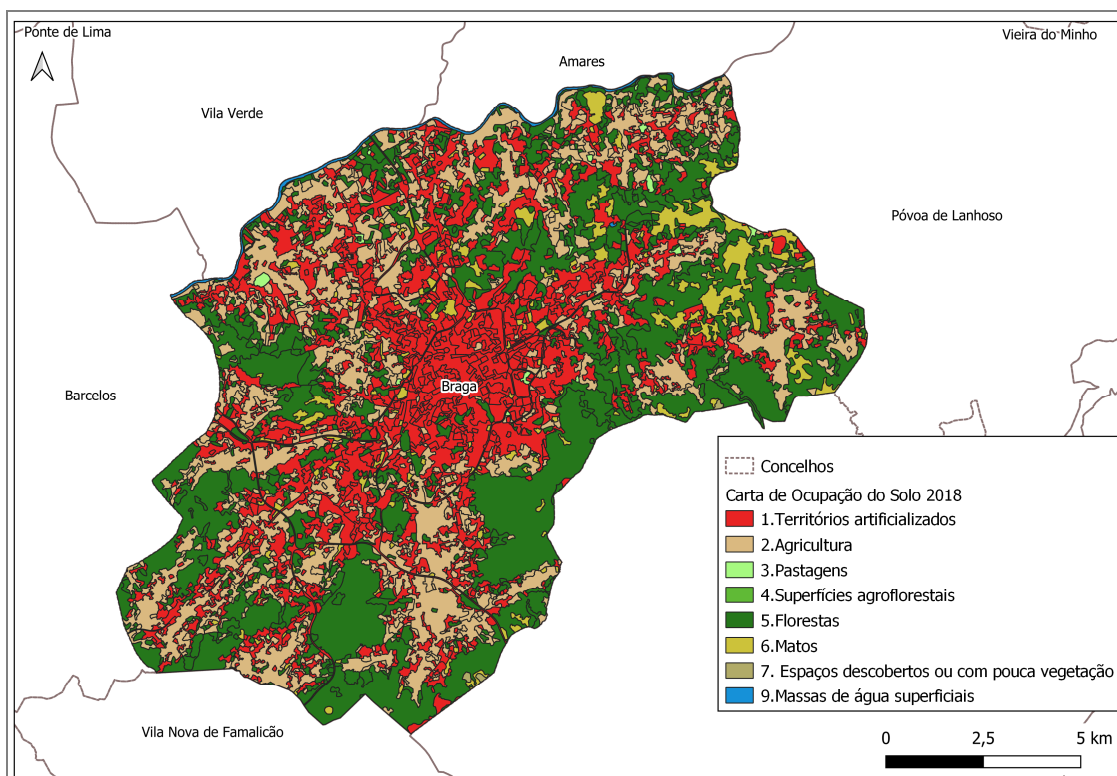 Ponte de Lima
Vieira do Minho
Amares
Vila Verde
Póvoa de Lanhoso
Braga
Barcelos
Concelhos
Carta de Ocupação do Solo 2018
1.Territórios artificializados
2.Agricultura
3.Pastagens
4.Superfícies agroflorestais
5.Florestas
6.Matos
7. Espaços descobertos ou com pouca vegetação
9.Massas de água superficiais
Vila Nova de Famalicão
0 2,5 5 km